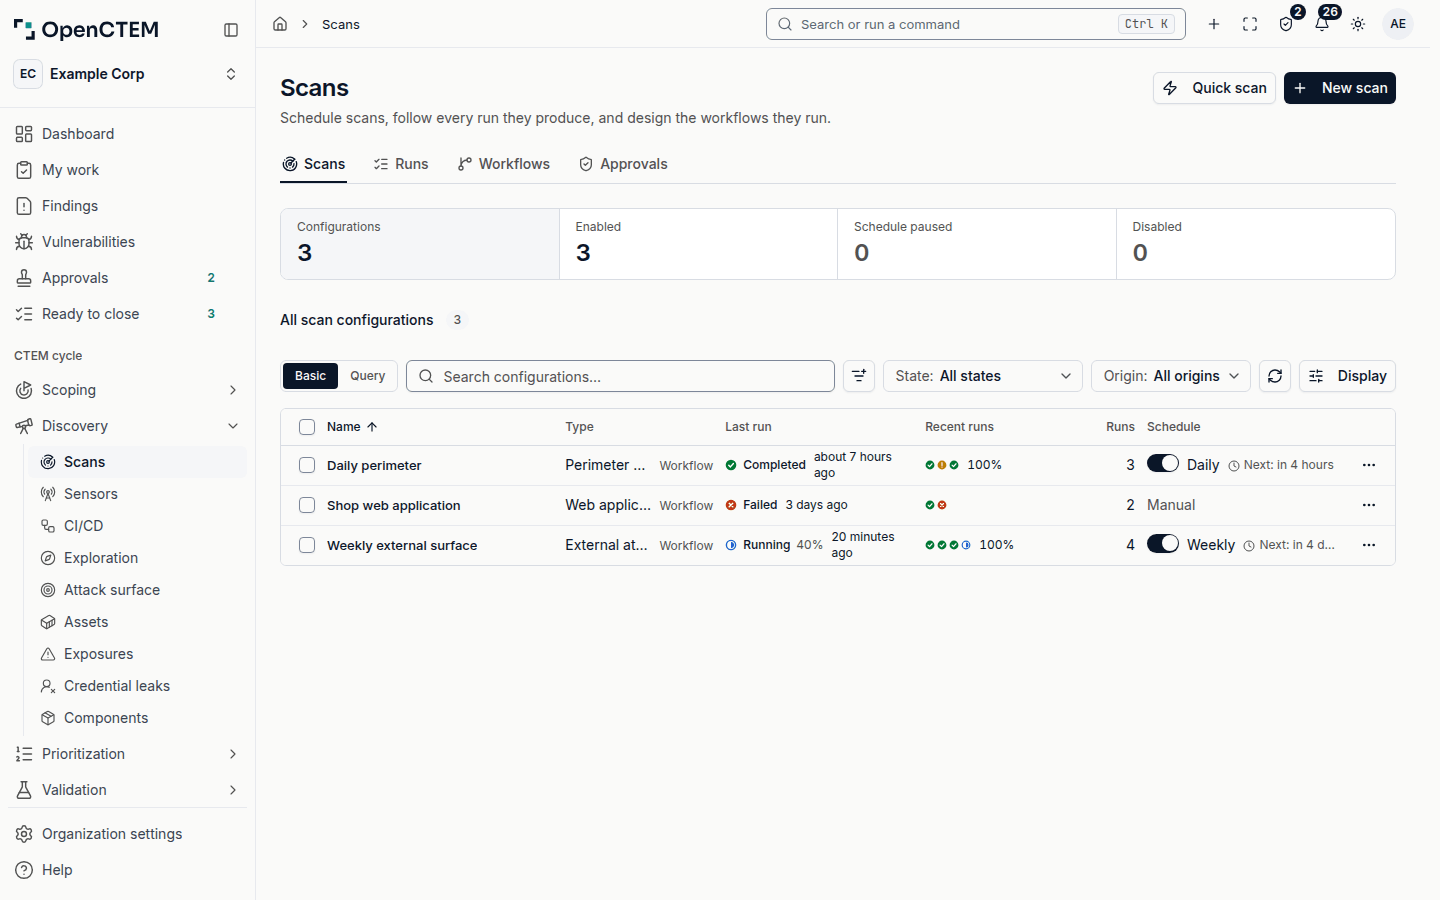 OpenCTEM
EC Example Corp
Dashboard
My work
Findings
Vulnerabilities
Approvals 2
Ready to close 3
CTEM cycle
Scoping
Discovery
Scans
Sensors
CI/CD
Exploration
Attack surface
Assets
Exposures
Credential leaks
Components
Prioritization
Validation
Organization settings
Help
Scans
Search or run a command Ctrl K
2
26
AE
Scans
Quick scan
New scan
Schedule scans, follow every run they produce, and design the workflows they run.
Scans Runs Workflows Approvals
Configurations Enabled Schedule paused Disabled
3 3 0 0
All scan configurations 3
Basic Query Search configurations... State: All states Origin: All origins Display
Name Type Last run Recent runs Runs Schedule
Daily perimeter Perimeter ... Workflow Completed about 7 hours ago 100% 3 Daily Next: in 4 hours
Shop web application Web applic... Workflow Failed 3 days ago 2 Manual
Weekly external surface External at... Workflow Running 40% 20 minutes ago 100% 4 Weekly Next: in 4 d...